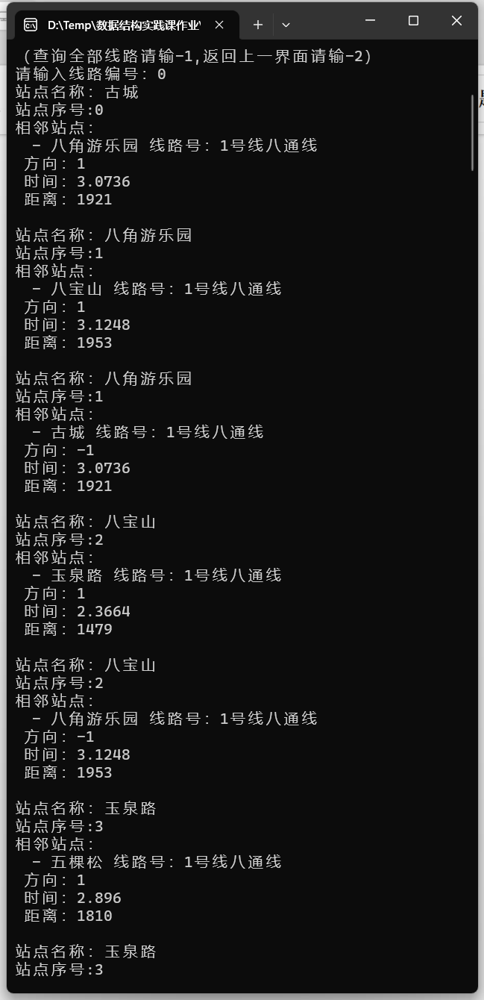 D:\Temp\数据结构实践课作业\
（查询全部线路请输-1,返回上一界面请输-2）
请输入线路编号：0
站点名称：古城
站点序号:0
相邻站点：
- 八角游乐园 线路号：1号线八通线
方向：1
时间：3.0736
距离：1921
站点名称：八角游乐园
站点序号:1
相邻站点：
- 八宝山 线路号：1号线八通线
方向：1
时间：3.1248
距离：1953
站点名称：八角游乐园
站点序号:1
相邻站点：
- 古城 线路号：1号线八通线
方向：-1
时间：3.0736
距离：1921
站点名称：八宝山
站点序号:2
相邻站点：
- 玉泉路 线路号：1号线八通线
方向：1
时间：2.3664
距离：1479
站点名称：八宝山
站点序号:2
相邻站点：
- 八角游乐园 线路号：1号线八通线
方向：-1
时间：3.1248
距离：1953
站点名称：玉泉路
站点序号:3
相邻站点：
- 五棵松 线路号：1号线八通线
方向：1
时间：2.896
距离：1810
站点名称：玉泉路
站点序号:3